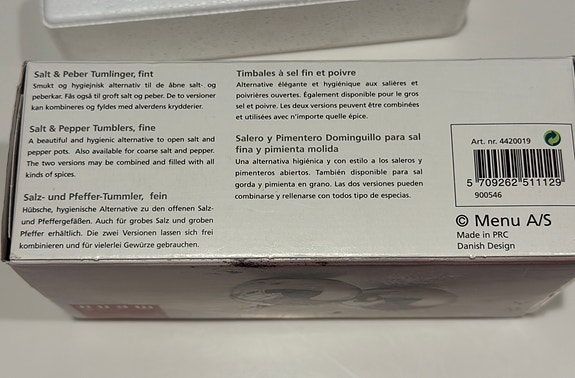 Salt & Peber Tumlinger, fint
Smukt og hygiejnisk alternativ til de åbne salt- og
peberkar. Fås også til groft salt og peber. De to versioner
kan kombineres og fyldes med alverdens krydderier.
Salt & Pepper Tumblers, fine
A beautiful and hygienic alternative to open salt and
pepper pots. Also available for coarse salt and pepper.
The two versions may be combined and filled with all
kinds of spices.
Salz- und Pfeffer-Tummler, fein
Hübsche, hygienische Alternative zu den offenen Salz-
und Pfeffergefäßen. Auch für grobes Salz und groben
Pfeffer erhältlich. Die zwei Versionen lassen sich frei
kombinieren und für vielerlei Gewürze gebrauchen.
Timbales à sel fin et poivre
Alternative élégante et hygiénique aux salières et
poivrières ouvertes. Également disponible pour le gros
sel et poivre. Les deux versions peuvent être combinées
et utilisées avec n'importe quelle épice.
Salero y Pimentero Dominguillo para sal
fina y pimienta molida
Una alternativa higiénica y con estilo a los saleros y
pimenteros abiertos. También disponible para sal
gorda y pimienta en grano. Las dos versiones pueden
combinarse y rellenarse con todos tipo de especias.
Art. nr. 4420019
5 709262 511129
900546
© Menu A/S
Made in PRC
Danish Design